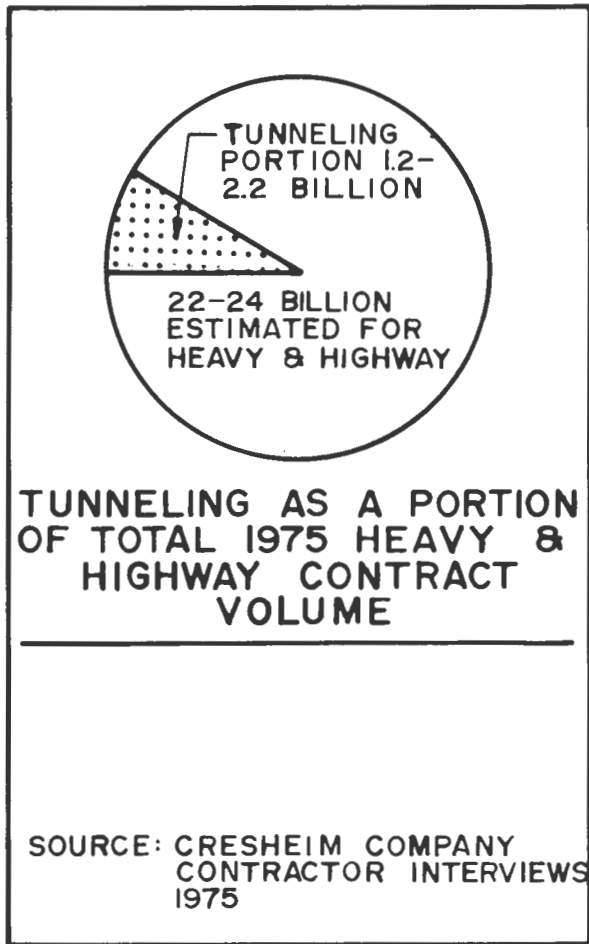 TUNNELING
PORTION 1.2-
2.2 BILLION
22-24 BILLION
ESTIMATED FOR
HEAVY & HIGHWAY
TUNNELING AS A PORTION
OF TOTAL 1975 HEAVY &
HIGHWAY CONTRACT
VOLUME
SOURCE: CRESHEIM COMPANY
CONTRACTOR INTERVIEWS
1975